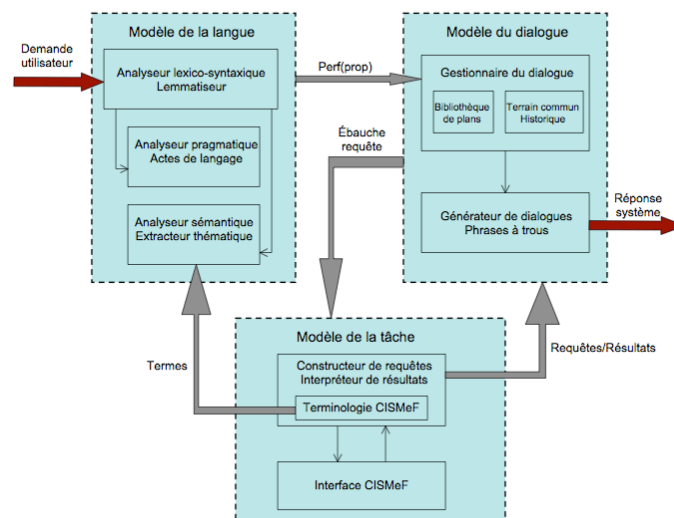 Demande
utilisateur
Modèle de la langue
Analyseur lexico-syntaxique
Lemmatiseur
Analyseur pragmatique
Actes de langage
Analyseur sémantique
Extracteur thématique
Perf(prop)
Ébauche
requête
Modèle du dialogue
Gestionnaire du dialogue
Bibliothèque
de plans
Terrain commun
Historique
Générateur de dialogues
Phrases à trous
Réponse
système
Termes
Modèle de la tâche
Constructeur de requêtes
Interpréteur de résultats
Terminologie CISMeF
Interface CISMeF
Requêtes/Résultats